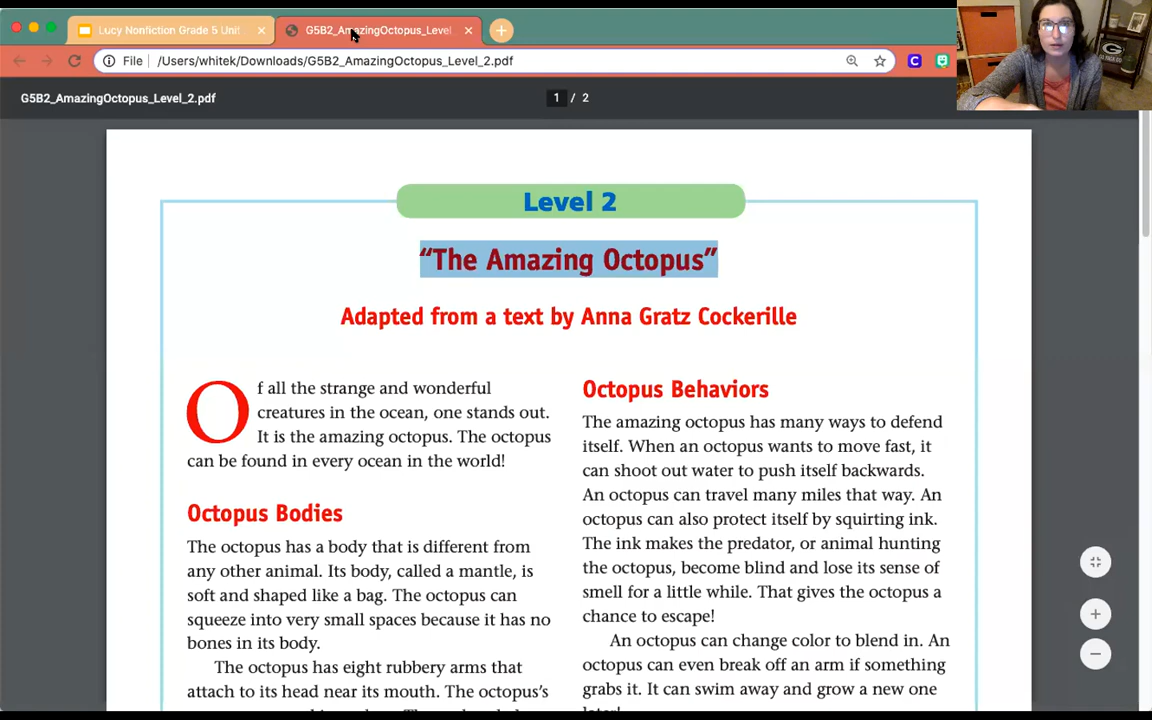 Lucy Nonfiction Grade 5 Unit
G5B2_AmazingOctopus_Level
File
/Users/whitek/Downloads/G5B2_AmazingOctopus_Level_2.pdf
G5B2_AmazingOctopus_Level_2.pdf
1 / 2
Level 2
“The Amazing Octopus”
Adapted from a text by Anna Gratz Cockerille
Of all the strange and wonderful
creatures in the ocean, one stands out.
It is the amazing octopus. The octopus
can be found in every ocean in the world!
Octopus Bodies
The octopus has a body that is different from
any other animal. Its body, called a mantle, is
soft and shaped like a bag. The octopus can
squeeze into very small spaces because it has no
bones in its body.
The octopus has eight rubbery arms that
attach to its head near its mouth. The octopus’s
Octopus Behaviors
The amazing octopus has many ways to defend
itself. When an octopus wants to move fast, it
can shoot out water to push itself backwards.
An octopus can travel many miles that way. An
octopus can also protect itself by squirting ink.
The ink makes the predator, or animal hunting
the octopus, become blind and lose its sense of
smell for a little while. That gives the octopus a
chance to escape!
An octopus can change color to blend in. An
octopus can even break off an arm if something
grabs it. It can swim away and grow a new one
later!